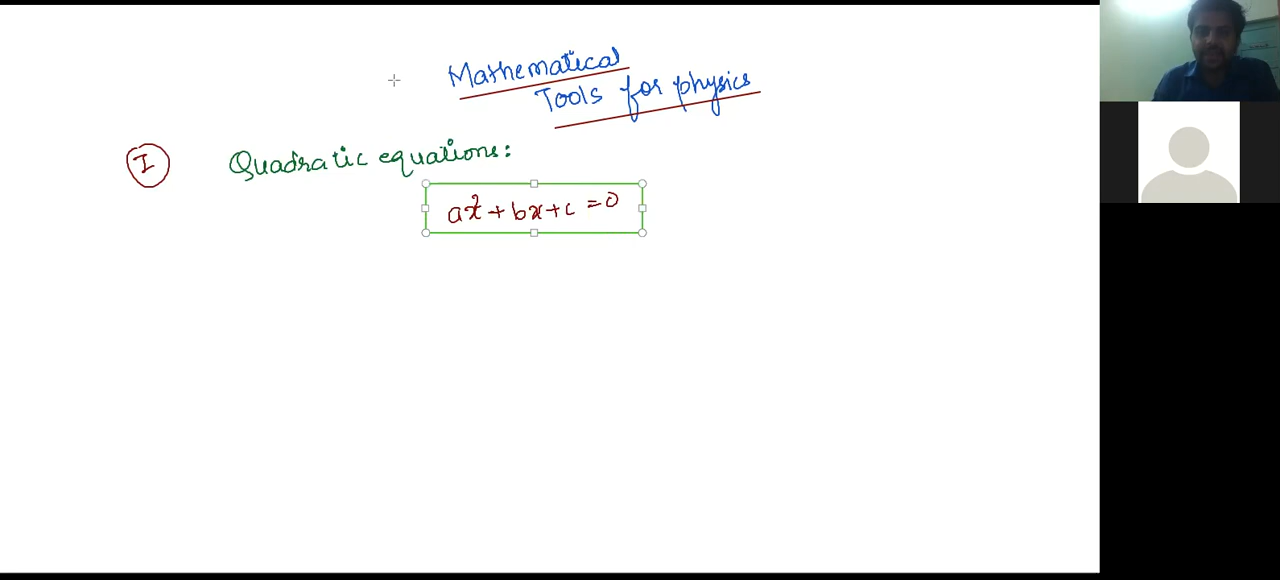 Mathematical
Tools for physics
I Quadratic equations:
ax²+bx+c=0